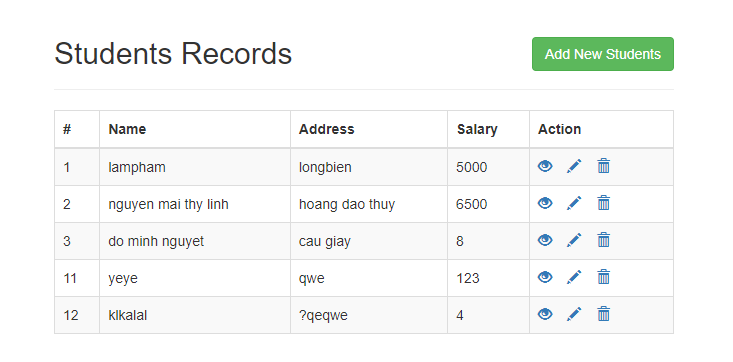 Students Records
Add New Students
# Name Address Salary Action
1 lampham longbien 5000
2 nguyen mai thy linh hoang dao thuy 6500
3 do minh nguyet cau giay 8
11 yeye qwe 123
12 klkalal ?qeqwe 4